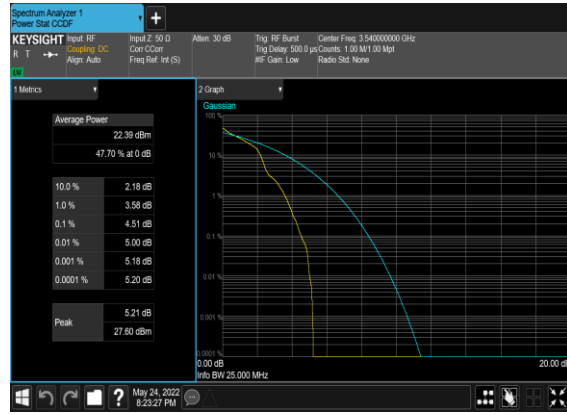 Spectrum Analyzer 1
Power Stat CCDF
KEYSIGHT
R T
Input: RF
Coupling: DC
Align: Auto
Input Z: 50 Ω
Corr CCorr
Freq Ref: Int (S)
Atten: 30 dB
Trig: RF Burst
Trig Delay: 500.0 µs
#IF Gain: Low
Center Freq: 3.540000000 GHz
Counts: 1.00 M/1.00 Mpt
Radio Std: None
1 Metrics
Average Power
22.39 dBm
47.70 % at 0 dB
10.0 % 2.18 dB
1.0 % 3.58 dB
0.1 % 4.51 dB
0.01 % 5.00 dB
0.001 % 5.18 dB
0.0001 % 5.20 dB
Peak
5.21 dB
27.60 dBm
2 Graph
Gaussian
100 %
10 %
1 %
0.1 %
0.01 %
0.001 %
0.0001 %
0.00 dB
20.00 dB
Info BW 25.000 MHz
May 24, 2022
8:23:27 PM